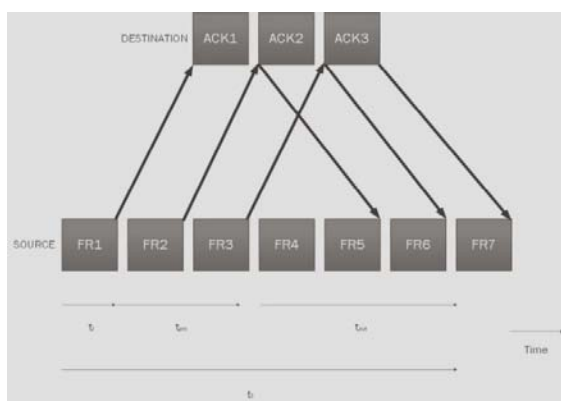 DESTINATION ACK1 ACK2 ACK3
SOURCE FR1 FR2 FR3 FR4 FR5 FR6 FR7
Time